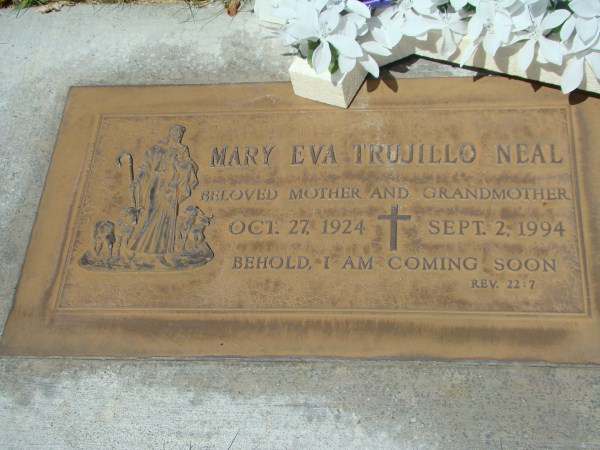 MARY EVA TRUJILLO NEAL
BELOVED MOTHER AND GRANDMOTHER
OCT. 27, 1924 SEPT. 2, 1994
BEHOLD, I AM COMING SOON
REV. 22:7